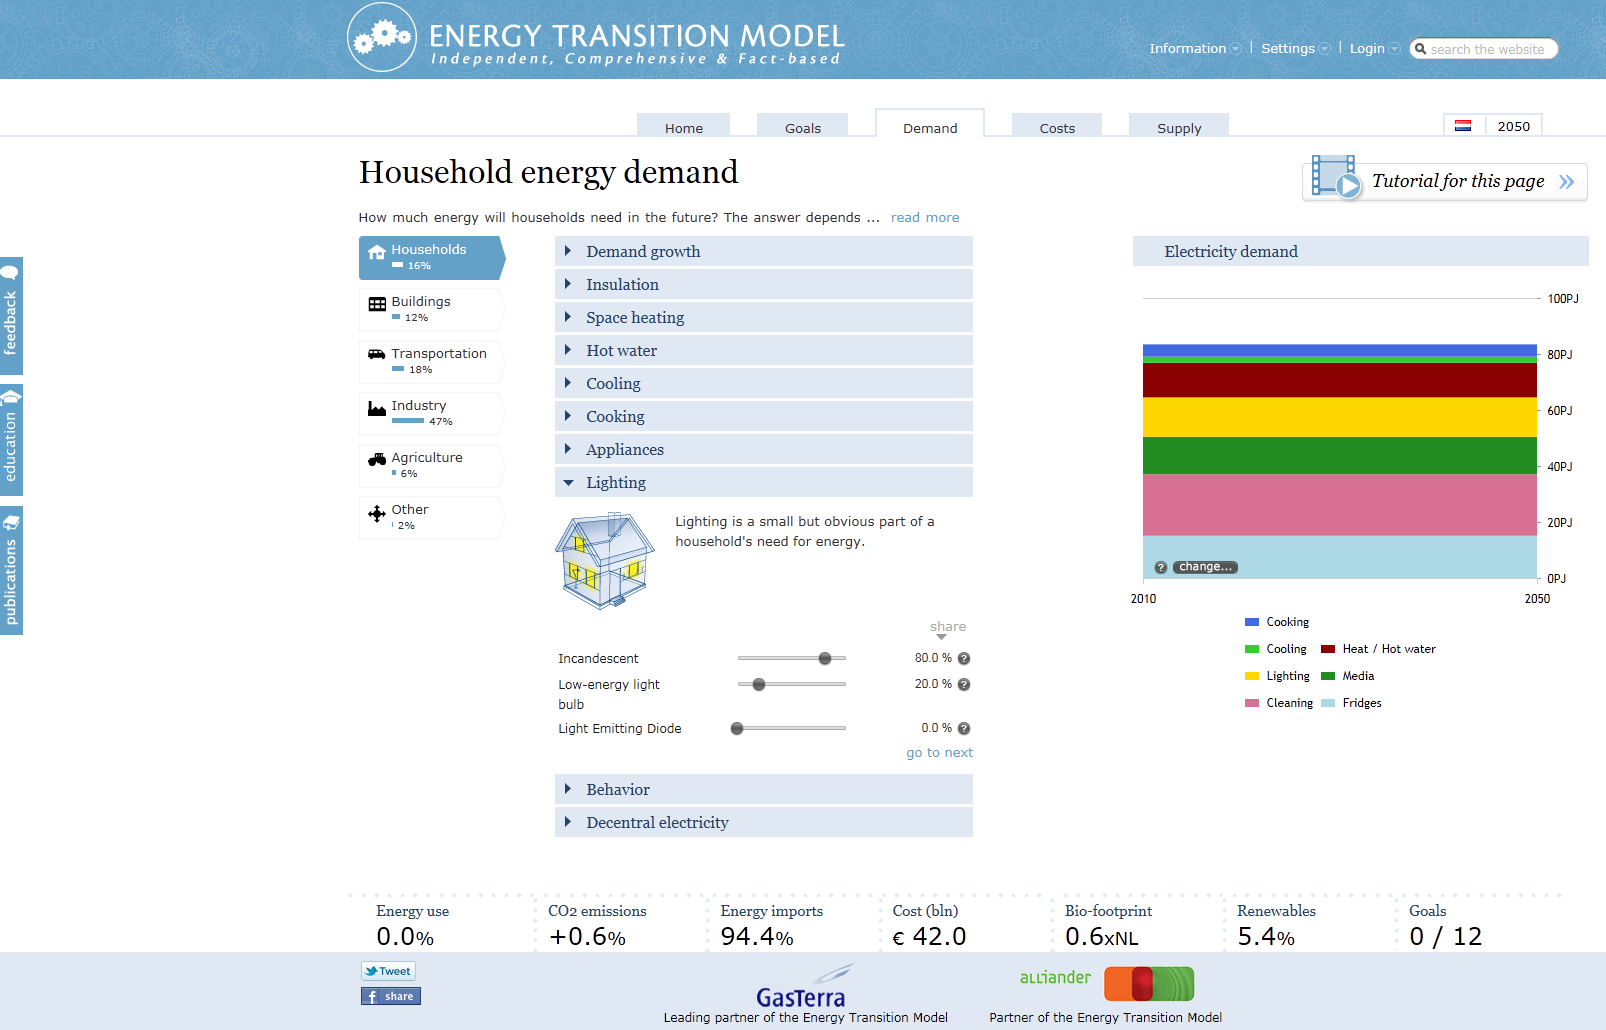 ENERGY TRANSITION MODEL
Independent, Comprehensive & Fact-based
Information
Settings
Login
search the website
Home
Goals
Demand
Costs
Supply
2050
Household energy demand
Tutorial for this page
How much energy will households need in the future? The answer depends ... read more
feedback
education
publications
Households
16%
Buildings
12%
Transportation
18%
Industry
47%
Agriculture
6%
Other
2%
Demand growth
Insulation
Space heating
Hot water
Cooling
Cooking
Appliances
Lighting
Lighting is a small but obvious part of a
household's need for energy.
share
Incandescent 80.0 % ?
Low-energy light 20.0 % ?
bulb
Light Emitting Diode 0.0 % ?
go to next
Behavior
Decentral electricity
Electricity demand
100PJ
80PJ
60PJ
40PJ
20PJ
0PJ
? change...
2010 2050
Cooking
Cooling Heat / Hot water
Lighting Media
Cleaning Fridges
Energy use
0.0%
CO2 emissions
+0.6%
Energy imports
94.4%
Cost (bln)
€ 42.0
Bio-footprint
0.6xNL
Renewables
5.4%
Goals
0 / 12
Tweet
f share
GasTerra
Leading partner of the Energy Transition Model
alliander
Partner of the Energy Transition Model